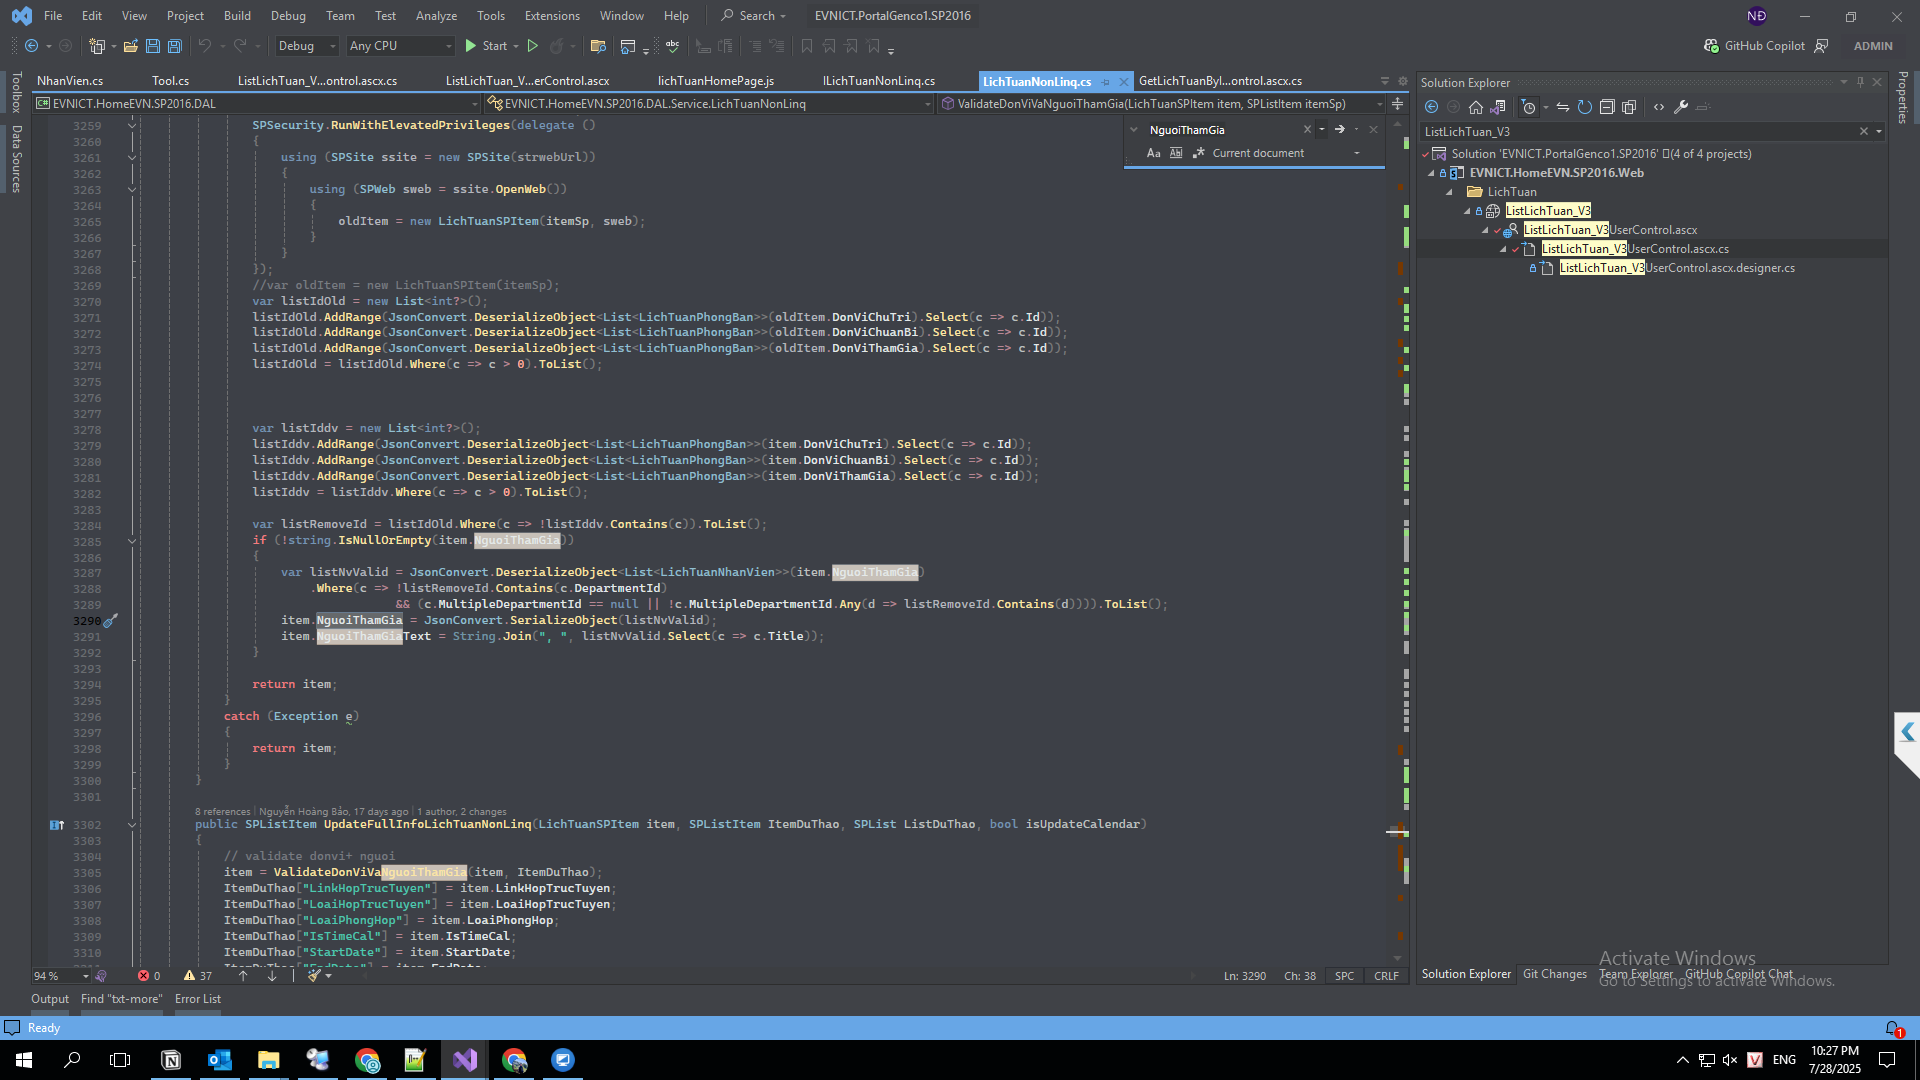 File Edit View Project Build Debug Team Test Analyze Tools Extensions Window Help Search EVNICT.PortalGenco1.SP2016 NĐ
Debug Any CPU Start GitHub Copilot ADMIN
NhanVien.cs Tool.cs ListLichTuan_V...ontrol.ascx.cs ListLichTuan_V...erControl.ascx lichTuanHomePage.js ILichTuanNonLinq.cs LichTuanNonLinq.cs GetLichTuanByI...ontrol.ascx.cs
EVNICT.HomeEVN.SP2016.DAL EVNICT.HomeEVN.SP2016.DAL.Service.LichTuanNonLinq ValidateDonViVaNguoiThamGia(LichTuanSPItem item, SPListItem itemSp)
Toolbox
Data Sources
NguoiThamGia
Aa Ab Current document
3259 SPSecurity.RunWithElevatedPrivileges(delegate ()
3260 {
3261 using (SPSite ssite = new SPSite(strwebUrl))
3262 {
3263 using (SPWeb sweb = ssite.OpenWeb())
3264 {
3265 oldItem = new LichTuanSPItem(itemSp, sweb);
3266 }
3267 }
3268 });
3269 //var oldItem = new LichTuanSPItem(itemSp);
3270 var listIdOld = new List<int?>();
3271 listIdOld.AddRange(JsonConvert.DeserializeObject<List<LichTuanPhongBan>>(oldItem.DonViChuTri).Select(c => c.Id));
3272 listIdOld.AddRange(JsonConvert.DeserializeObject<List<LichTuanPhongBan>>(oldItem.DonViChuanBi).Select(c => c.Id));
3273 listIdOld.AddRange(JsonConvert.DeserializeObject<List<LichTuanPhongBan>>(oldItem.DonViThamGia).Select(c => c.Id));
3274 listIdOld = listIdOld.Where(c => c > 0).ToList();
3275
3276
3277
3278 var listIddv = new List<int?>();
3279 listIddv.AddRange(JsonConvert.DeserializeObject<List<LichTuanPhongBan>>(item.DonViChuTri).Select(c => c.Id));
3280 listIddv.AddRange(JsonConvert.DeserializeObject<List<LichTuanPhongBan>>(item.DonViChuanBi).Select(c => c.Id));
3281 listIddv.AddRange(JsonConvert.DeserializeObject<List<LichTuanPhongBan>>(item.DonViThamGia).Select(c => c.Id));
3282 listIddv = listIddv.Where(c => c > 0).ToList();
3283
3284 var listRemoveId = listIdOld.Where(c => !listIddv.Contains(c)).ToList();
3285 if (!string.IsNullOrEmpty(item.NguoiThamGia))
3286 {
3287 var listNvValid = JsonConvert.DeserializeObject<List<LichTuanNhanVien>>(item.NguoiThamGia)
3288 .Where(c => !listRemoveId.Contains(c.DepartmentId)
3289 && (c.MultipleDepartmentId == null || !c.MultipleDepartmentId.Any(d => listRemoveId.Contains(d)))).ToList();
3290 item.NguoiThamGia = JsonConvert.SerializeObject(listNvValid);
3291 item.NguoiThamGiaText = String.Join(", ", listNvValid.Select(c => c.Title));
3292 }
3293
3294 return item;
3295 }
3296 catch (Exception e)
3297 {
3298 return item;
3299 }
3300 }
3301
8 references | Nguyễn Hoàng Bảo, 17 days ago | 1 author, 2 changes
3302 public SPListItem UpdateFullInfoLichTuanNonLinq(LichTuanSPItem item, SPListItem ItemDuThao, SPList ListDuThao, bool isUpdateCalendar)
3303 {
3304 // validate donvi+ nguoi
3305 item = ValidateDonViVaNguoiThamGia(item, ItemDuThao);
3306 ItemDuThao["LinkHopTrucTuyen"] = item.LinkHopTrucTuyen;
3307 ItemDuThao["LoaiHopTrucTuyen"] = item.LoaiHopTrucTuyen;
3308 ItemDuThao["LoaiPhongHop"] = item.LoaiPhongHop;
3309 ItemDuThao["IsTimeCal"] = item.IsTimeCal;
3310 ItemDuThao["StartDate"] = item.StartDate;
94 % 0 37 Ln: 3290 Ch: 38 SPC CRLF
Solution Explorer
ListLichTuan_V3
Solution 'EVNICT.PortalGenco1.SP2016' (4 of 4 projects)
EVNICT.HomeEVN.SP2016.Web
LichTuan
ListLichTuan_V3
ListLichTuan_V3UserControl.ascx
ListLichTuan_V3UserControl.ascx.cs
ListLichTuan_V3UserControl.ascx.designer.cs
Properties
Activate Windows
Go to Settings to activate Windows.
Solution Explorer Git Changes Team Explorer GitHub Copilot Chat
Output Find "txt-more" Error List
Ready 1
V ENG 10:27 PM
7/28/2025